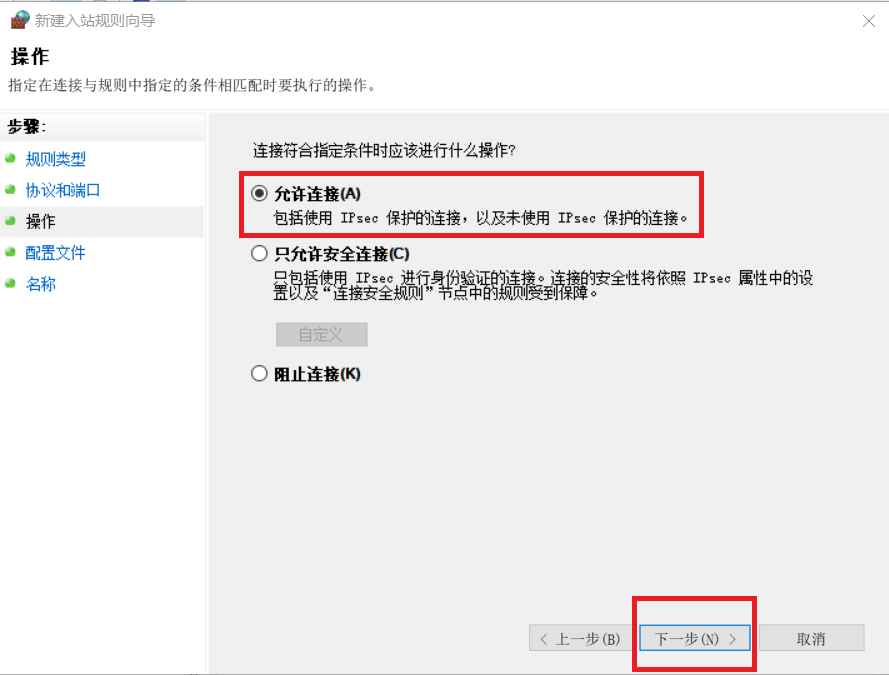 新建入站规则向导
操作
指定在连接与规则中指定的条件相匹配时要执行的操作。
步骤:
规则类型
协议和端口
操作
配置文件
名称
连接符合指定条件时应该进行什么操作?
允许连接(A)
包括使用 IPsec 保护的连接，以及未使用 IPsec 保护的连接。
只允许安全连接(C)
只包括使用 IPsec 进行身份验证的连接。连接的安全性将依照 IPsec 属性中的设
置以及“连接安全规则”节点中的规则受到保障。
自定义
阻止连接(K)
< 上一步(B)
下一步(N) >
取消